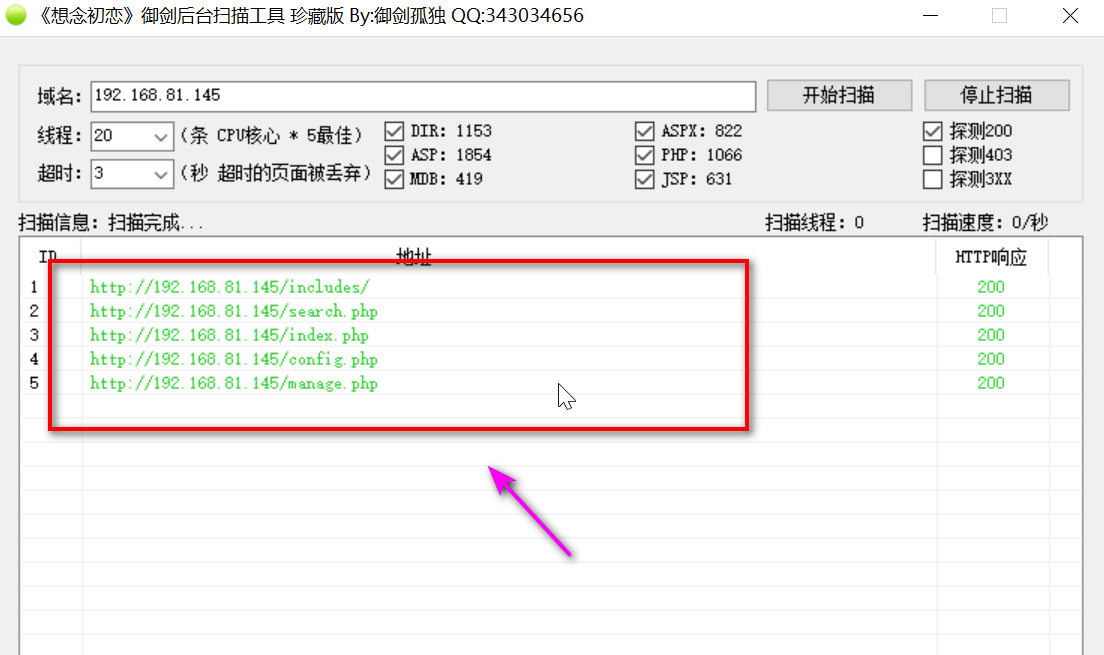 《想念初恋》御剑后台扫描工具 珍藏版 By:御剑孤独 QQ:343034656
域名: 192.168.81.145 开始扫描 停止扫描
线程: 20 (条 CPU核心 * 5最佳) DIR: 1153 ASPX: 822 探测200
ASP: 1854 PHP: 1066 探测403
超时: 3 (秒 超时的页面被丢弃) MDB: 419 JSP: 631 探测3XX
扫描信息: 扫描完成... 扫描线程: 0 扫描速度: 0/秒
ID 地址 HTTP响应
1 http://192.168.81.145/includes/ 200
2 http://192.168.81.145/search.php 200
3 http://192.168.81.145/index.php 200
4 http://192.168.81.145/config.php 200
5 http://192.168.81.145/manage.php 200